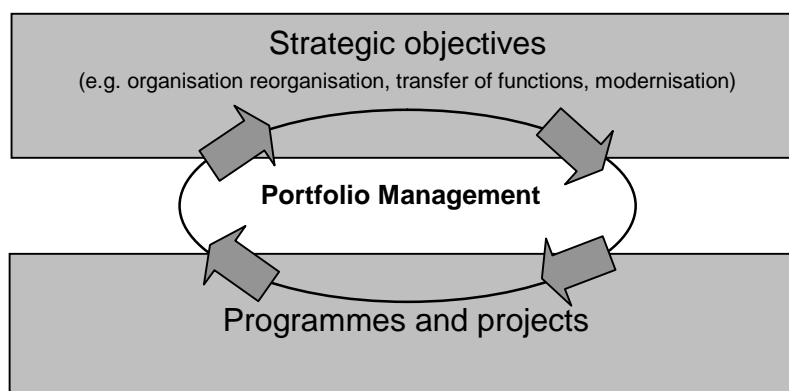 Strategic objectives
(e.g. organisation reorganisation, transfer of functions, modernisation)
Portfolio Management
Programmes and projects